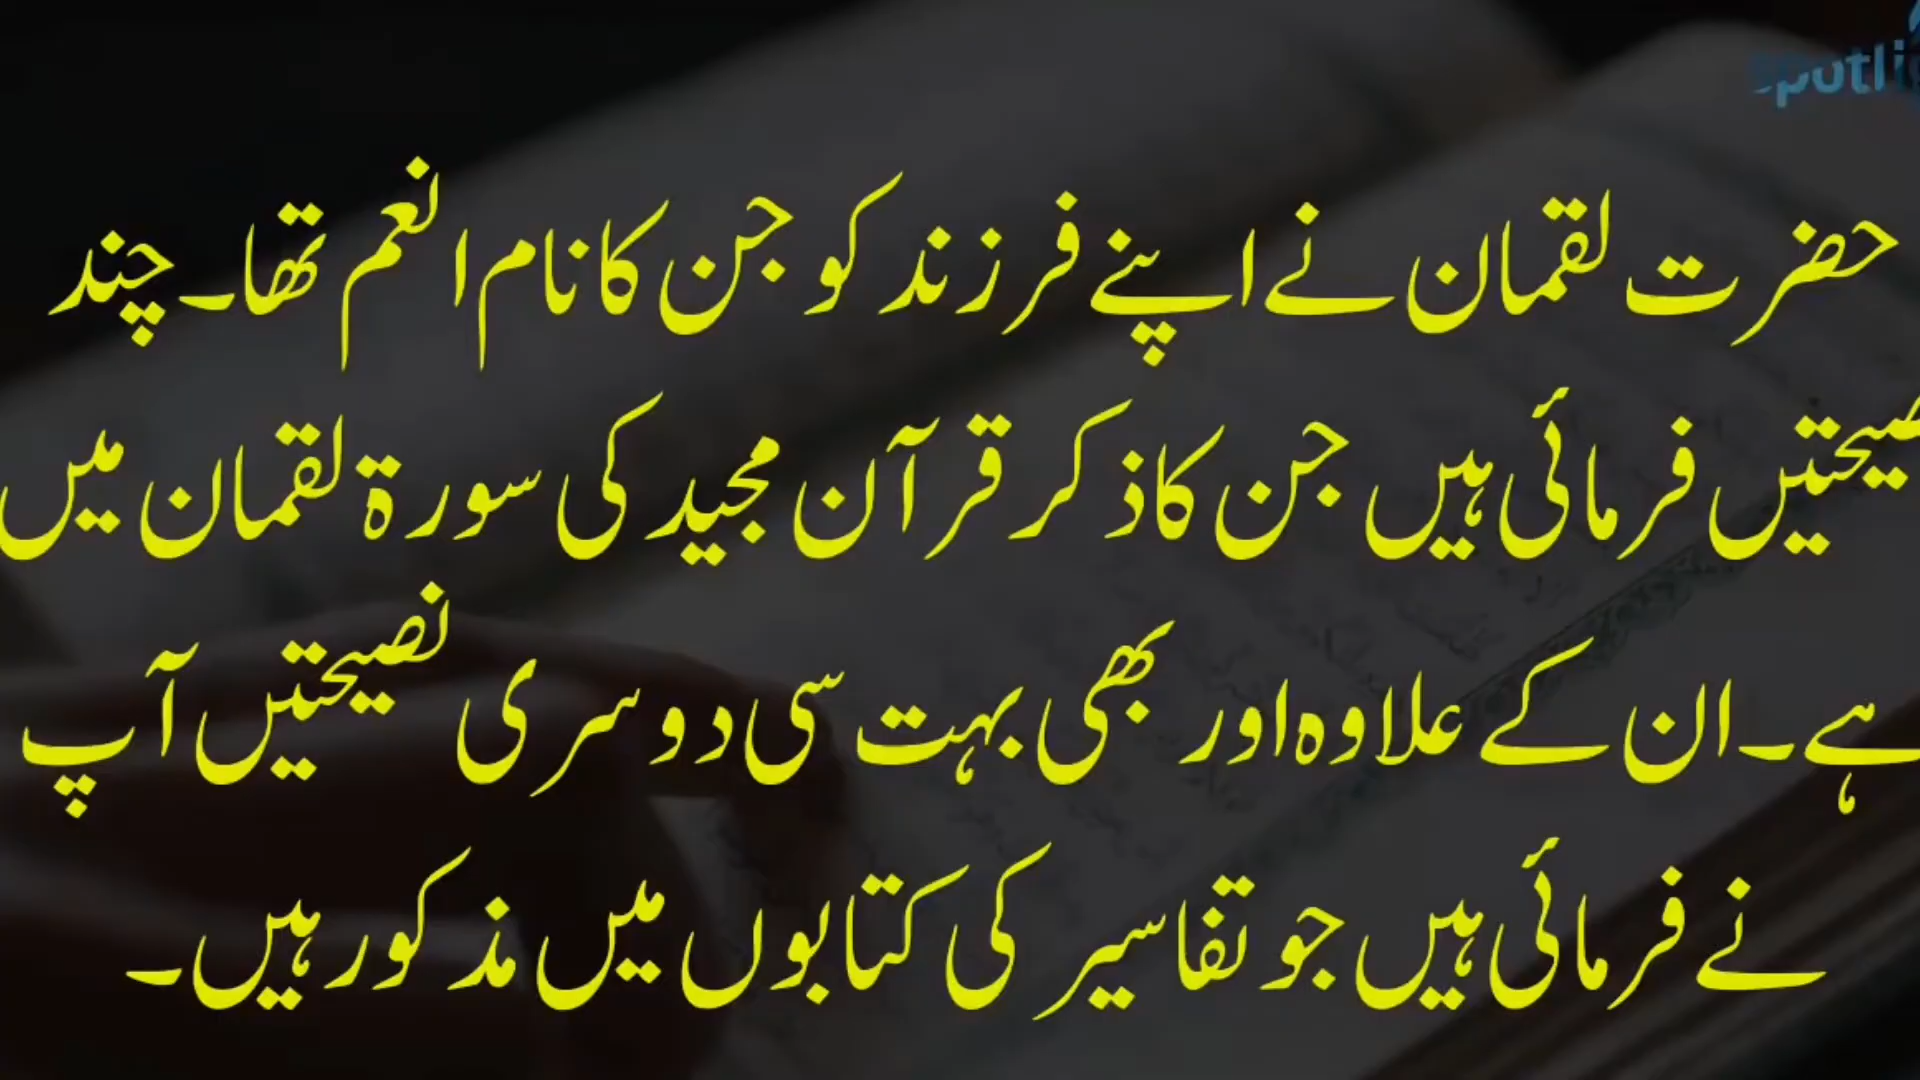 spotli
حضرت لقمان نے اپنے فرزند کو جن کا نام انعم تھا۔ چند
نصیحتیں فرمائی ہیں جن کا ذکر قرآن مجید کی سورۃ لقمان میں
ہے۔ ان کے علاوہ اور بھی بہت سی دوسری نصیحتیں آپ
نے فرمائی ہیں جو تفاسیر کی کتابوں میں مذکور ہیں۔